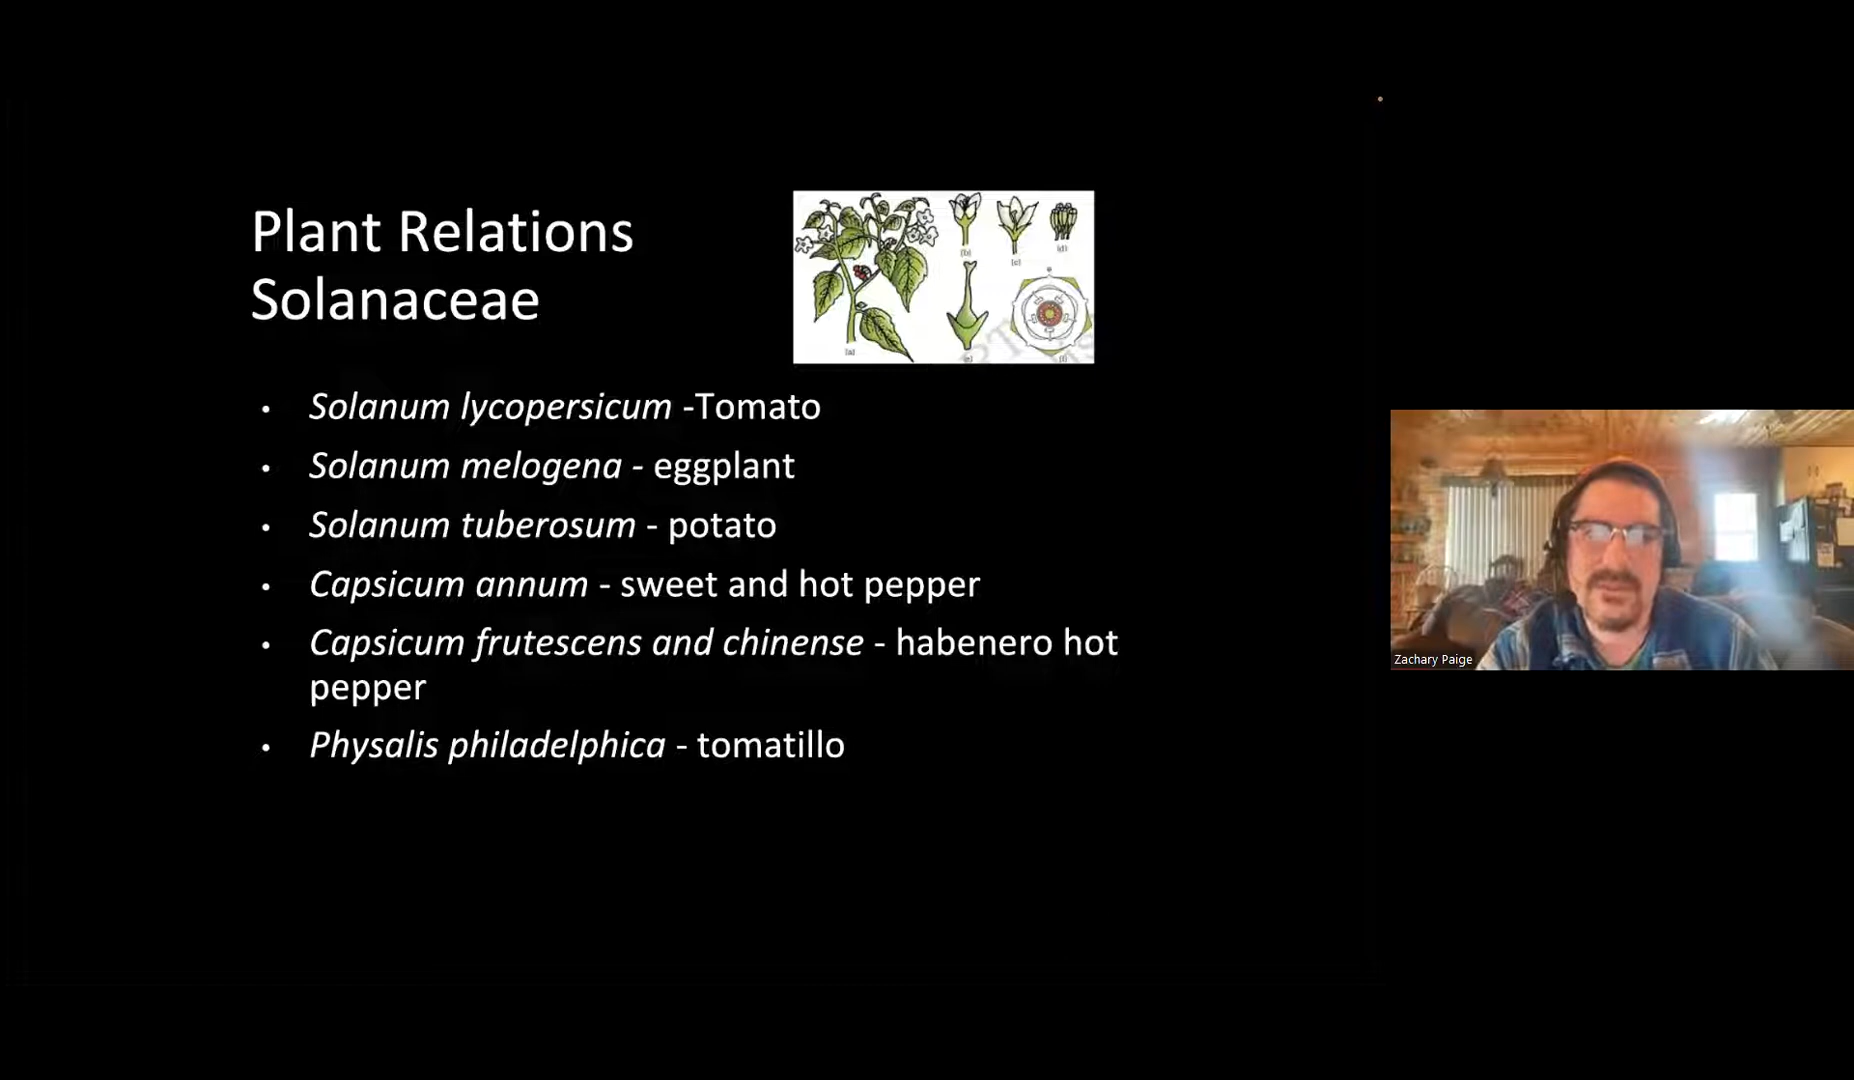 Plant Relations
Solanaceae
(a)
(b)
(c)
(d)
(e)
(f)
• Solanum lycopersicum -Tomato
• Solanum melogena - eggplant
• Solanum tuberosum - potato
• Capsicum annum - sweet and hot pepper
• Capsicum frutescens and chinense - habenero hot
pepper
• Physalis philadelphica - tomatillo
Zachary Paige